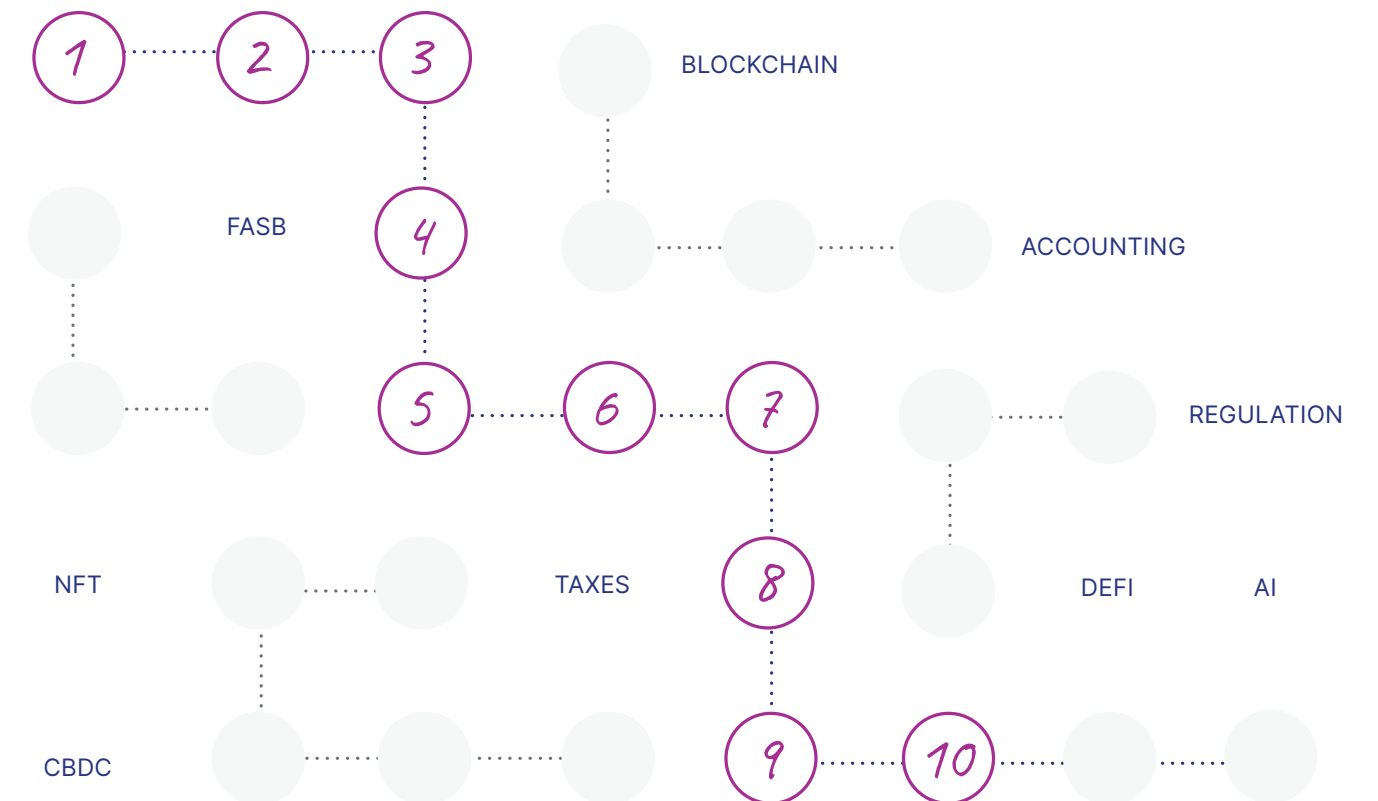 1 2 3 BLOCKCHAIN
FASB 4 ACCOUNTING
5 6 7 REGULATION
NFT TAXES 8 DEFI AI
CBDC 9 10